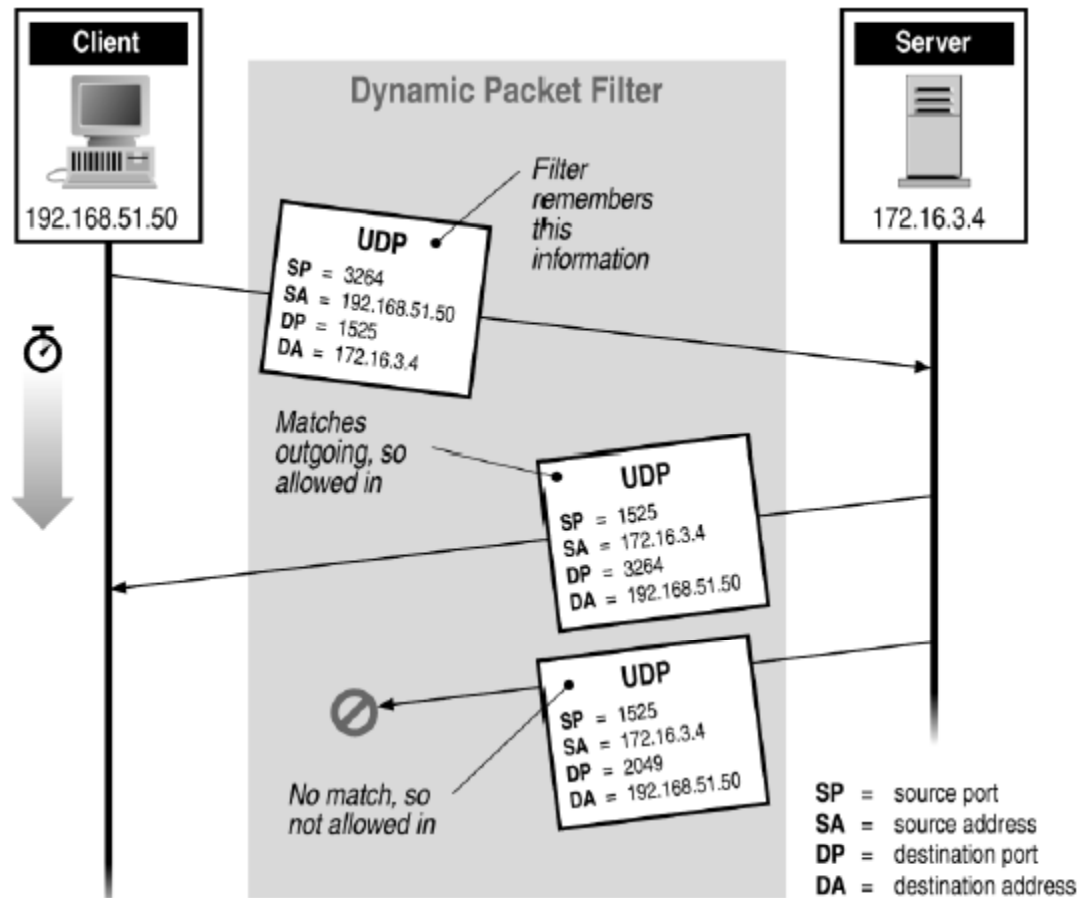 Client
192.168.51.50
Server
172.16.3.4
Dynamic Packet Filter
Filter
remembers
this
information
UDP
SP = 3264
SA = 192.168.51.50
DP = 1525
DA = 172.16.3.4
Matches
outgoing, so
allowed in
UDP
SP = 1525
SA = 172.16.3.4
DP = 3264
DA = 192.168.51.50
UDP
SP = 1525
SA = 172.16.3.4
DP = 2049
DA = 192.168.51.50
No match, so
not allowed in
SP = source port
SA = source address
DP = destination port
DA = destination address